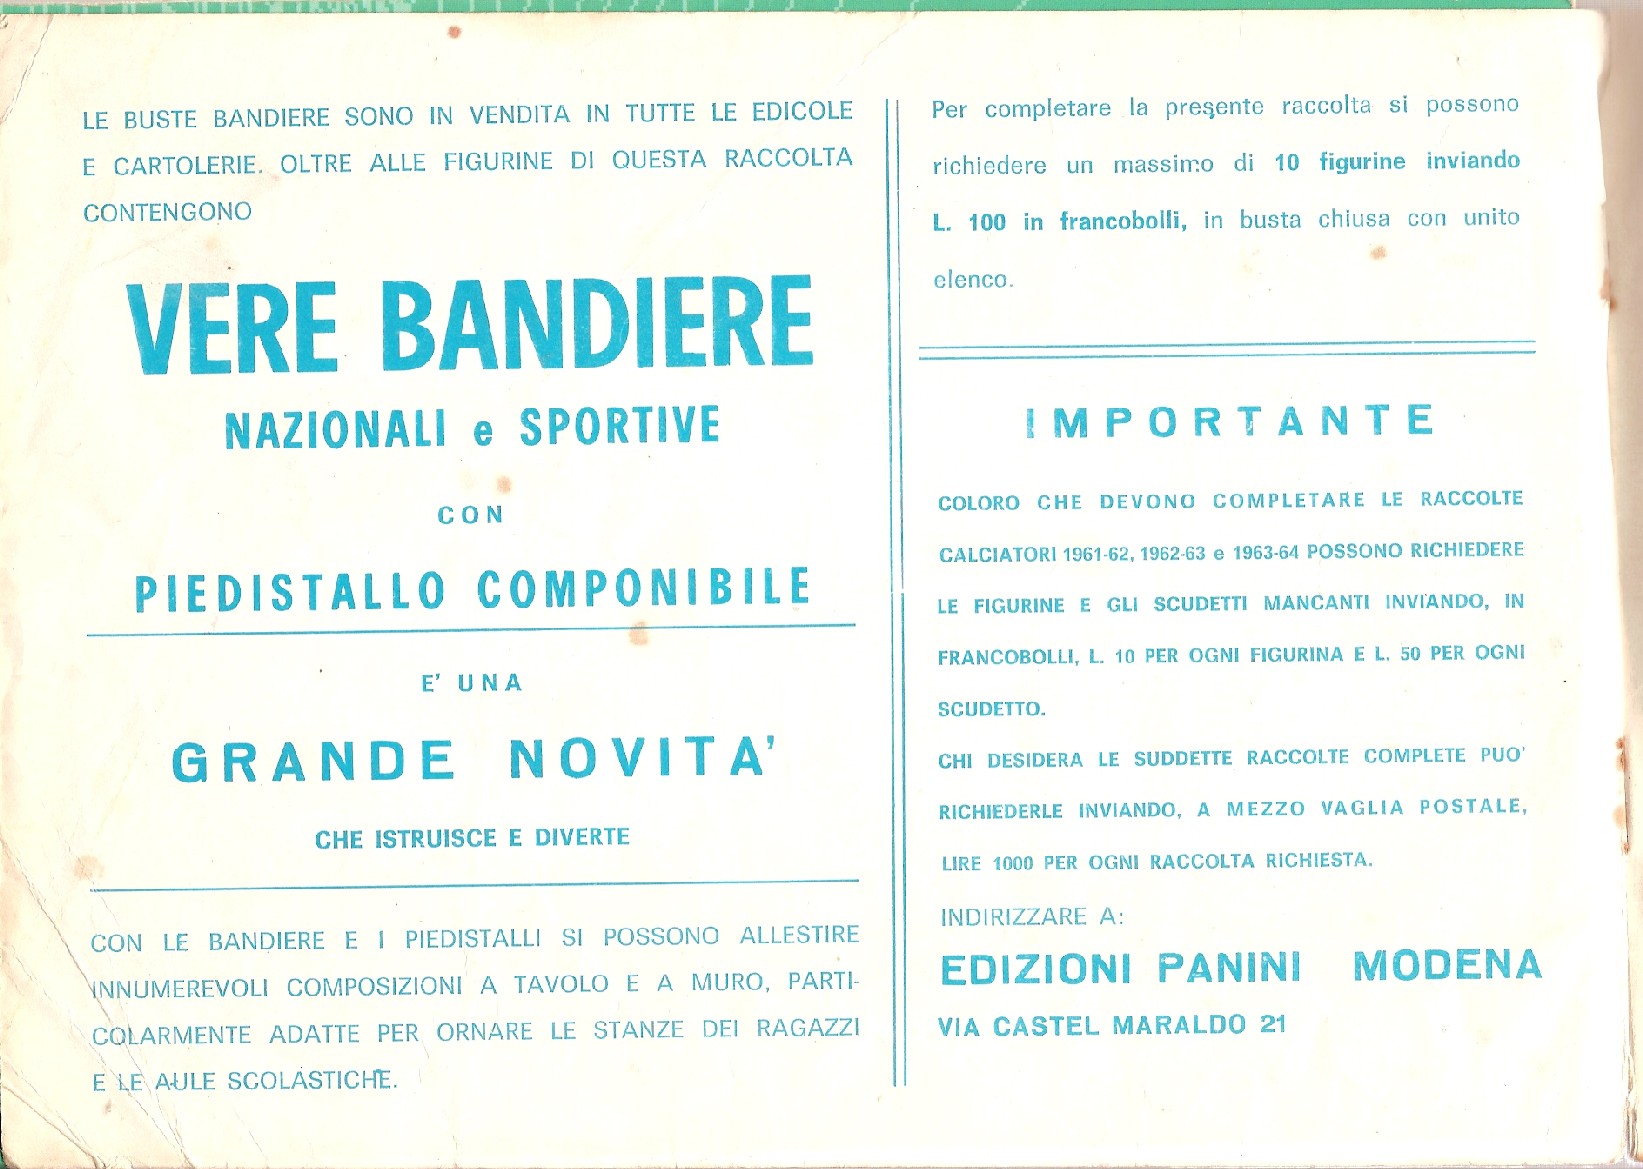 LE BUSTE BANDIERE SONO IN VENDITA IN TUTTE LE EDICOLE
E CARTOLERIE. OLTRE ALLE FIGURINE DI QUESTA RACCOLTA
CONTENGONO
VERE BANDIERE
NAZIONALI e SPORTIVE
CON
PIEDISTALLO COMPONIBILE
E' UNA
GRANDE NOVITA'
CHE ISTRUISCE E DIVERTE
CON LE BANDIERE E I PIEDISTALLI SI POSSONO ALLESTIRE
INNUMEREVOLI COMPOSIZIONI A TAVOLO E A MURO, PARTI-
COLARMENTE ADATTE PER ORNARE LE STANZE DEI RAGAZZI
E LE AULE SCOLASTICHE.
Per completare la presente raccolta si possono
richiedere un massimo di 10 figurine inviando
L. 100 in francobolli, in busta chiusa con unito
elenco.
IMPORTANTE
COLORO CHE DEVONO COMPLETARE LE RACCOLTE
CALCIATORI 1961-62, 1962-63 e 1963-64 POSSONO RICHIEDERE
LE FIGURINE E GLI SCUDETTI MANCANTI INVIANDO, IN
FRANCOBOLLI, L. 10 PER OGNI FIGURINA E L. 50 PER OGNI
SCUDETTO.
CHI DESIDERA LE SUDDETTE RACCOLTE COMPLETE PUO'
RICHIEDERLE INVIANDO, A MEZZO VAGLIA POSTALE,
LIRE 1000 PER OGNI RACCOLTA RICHIESTA.
INDIRIZZARE A:
EDIZIONI PANINI MODENA
VIA CASTEL MARALDO 21